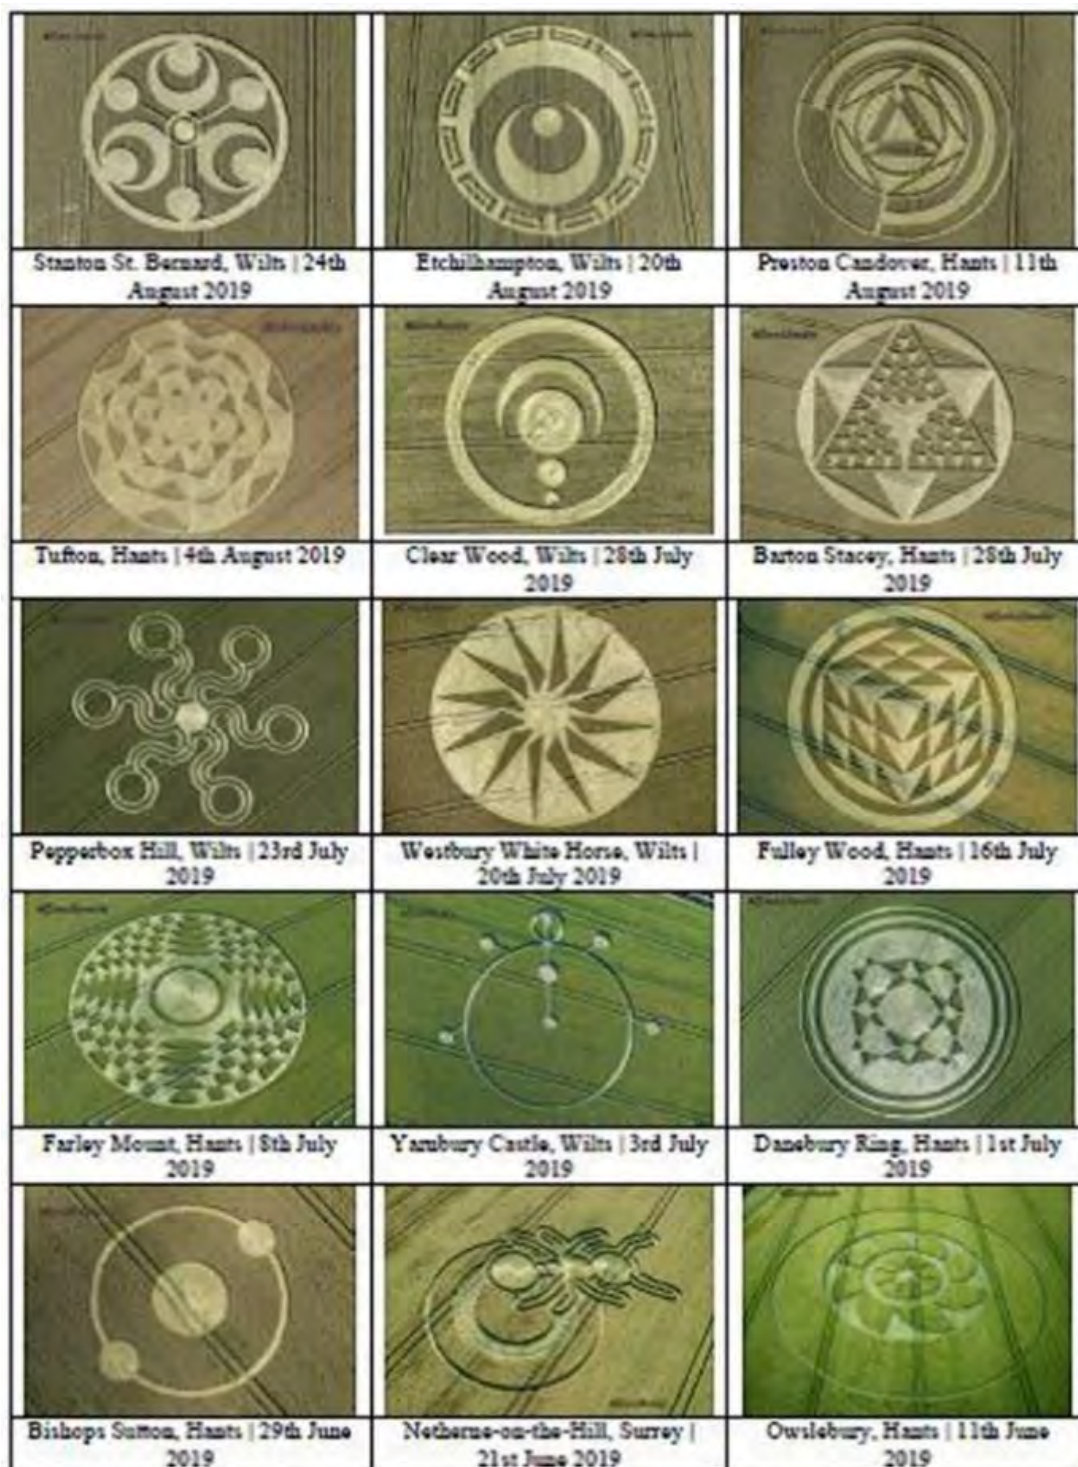 Stanton St. Bernard, Wilts | 24th
August 2019
Etchilhampton, Wilts | 20th
August 2019
Preston Candover, Hants | 11th
August 2019
Tufton, Hants | 4th August 2019
Clear Wood, Wilts | 28th July
2019
Barton Stacey, Hants | 28th July
2019
Pepperbox Hill, Wilts | 23rd July
2019
Westbury White Horse, Wilts |
20th July 2019
Fulley Wood, Hants | 16th July
2019
Farley Mount, Hants | 8th July
2019
Yarnbury Castle, Wilts | 3rd July
2019
Danebury Ring, Hants | 1st July
2019
Bishops Sutton, Hants | 29th June
2019
Netherne-on-the-Hill, Surrey |
21st June 2019
Owslebury, Hants | 11th June
2019